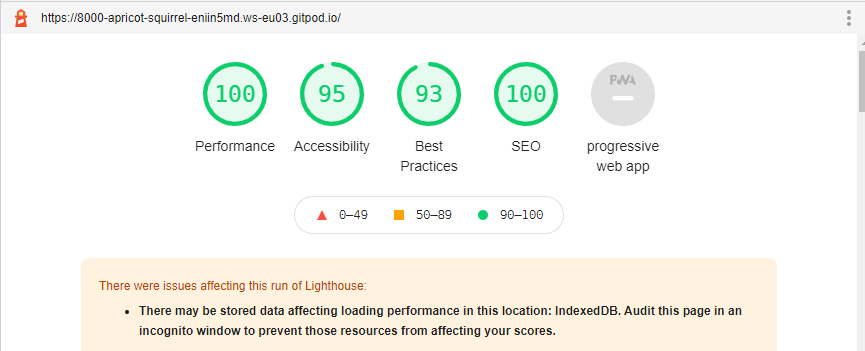 https://8000-apricot-squirrel-eniin5md.ws-eu03.gitpod.io/
100
95
93
100
PWA
Performance
Accessibility
Best
Practices
SEO
progressive
web app
0–49
50–89
90–100
There were issues affecting this run of Lighthouse:
• There may be stored data affecting loading performance in this location: IndexedDB. Audit this page in an
incognito window to prevent those resources from affecting your scores.